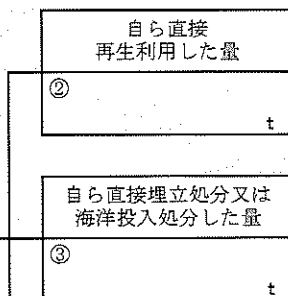 自ら直接
再生利用した量
②
t
自ら直接埋立処分又は
海洋投入処分した量
③
t